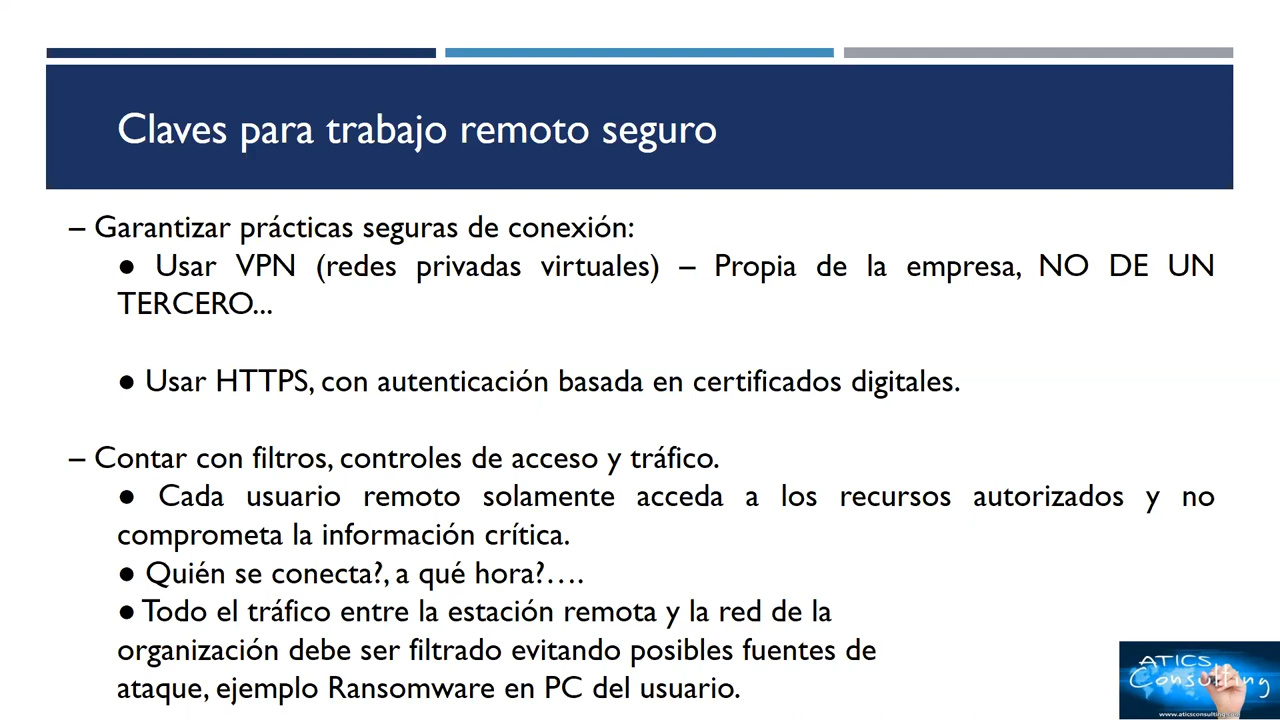 Claves para trabajo remoto seguro
– Garantizar prácticas seguras de conexión:
● Usar VPN (redes privadas virtuales) – Propia de la empresa, NO DE UN
TERCERO...
● Usar HTTPS, con autenticación basada en certificados digitales.
– Contar con filtros, controles de acceso y tráfico.
● Cada usuario remoto solamente acceda a los recursos autorizados y no
comprometa la información crítica.
● Quién se conecta?, a qué hora?....
● Todo el tráfico entre la estación remota y la red de la
organización debe ser filtrado evitando posibles fuentes de
ataque, ejemplo Ransomware en PC del usuario.
ATICS
Consulting